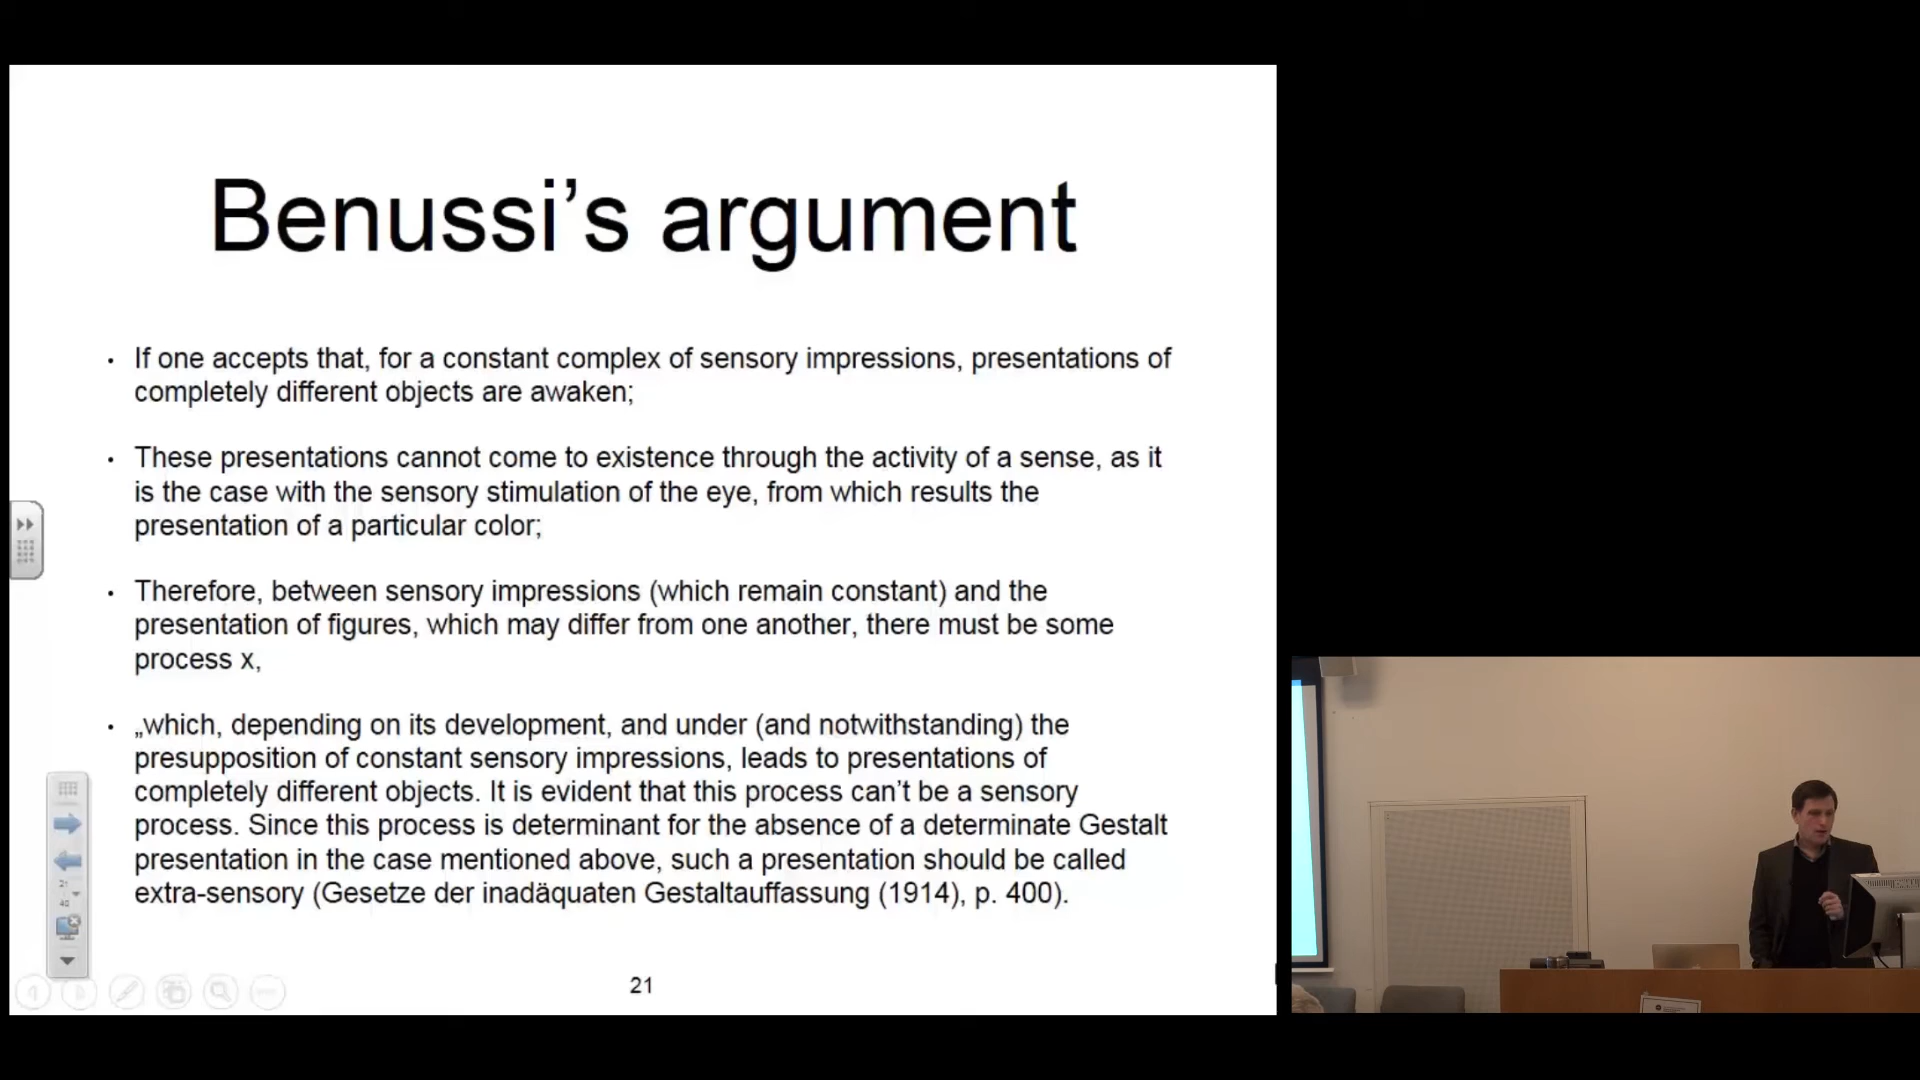 Benussi's argument
• If one accepts that, for a constant complex of sensory impressions, presentations of
completely different objects are awaken;
• These presentations cannot come to existence through the activity of a sense, as it
is the case with the sensory stimulation of the eye, from which results the
presentation of a particular color;
• Therefore, between sensory impressions (which remain constant) and the
presentation of figures, which may differ from one another, there must be some
process x,
• „which, depending on its development, and under (and notwithstanding) the
presupposition of constant sensory impressions, leads to presentations of
completely different objects. It is evident that this process can't be a sensory
process. Since this process is determinant for the absence of a determinate Gestalt
presentation in the case mentioned above, such a presentation should be called
extra-sensory (Gesetze der inadäquaten Gestaltauffassung (1914), p. 400).
21
40
21